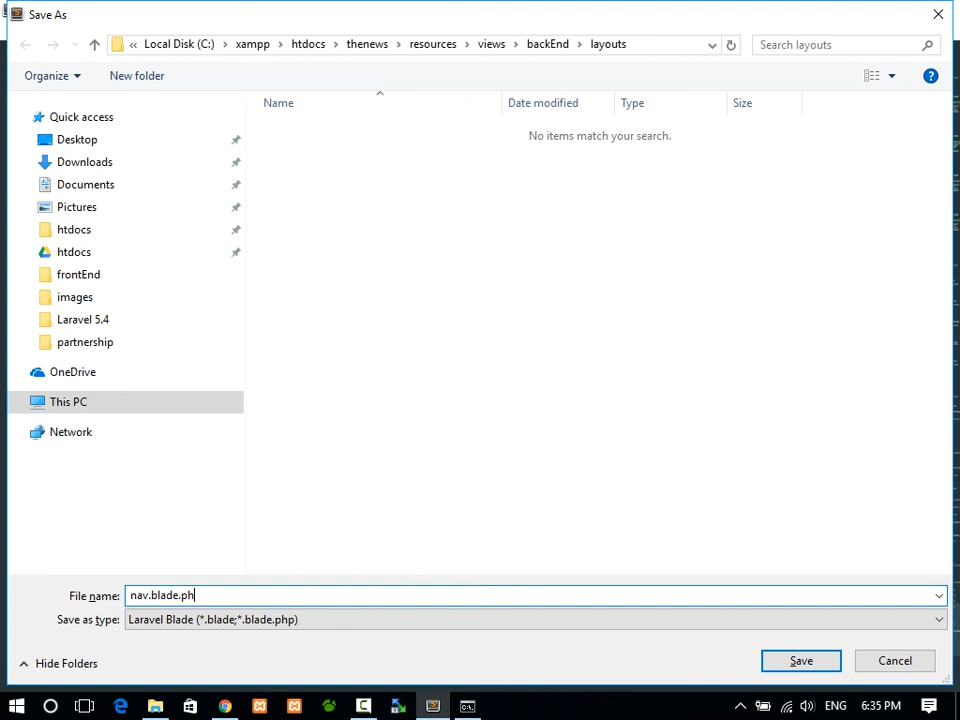 Save As
« Local Disk (C:) › xampp › htdocs › thenews › resources › views › backEnd › layouts
Search layouts
Organize
New folder
?
Name
Date modified
Type
Size
No items match your search.
Quick access
Desktop
Downloads
Documents
Pictures
htdocs
htdocs
frontEnd
images
Laravel 5.4
partnership
OneDrive
This PC
Network
File name: nav.blade.ph
Save as type: Laravel Blade (*.blade;*.blade.php)
Hide Folders
Save
Cancel
ENG
6:35 PM